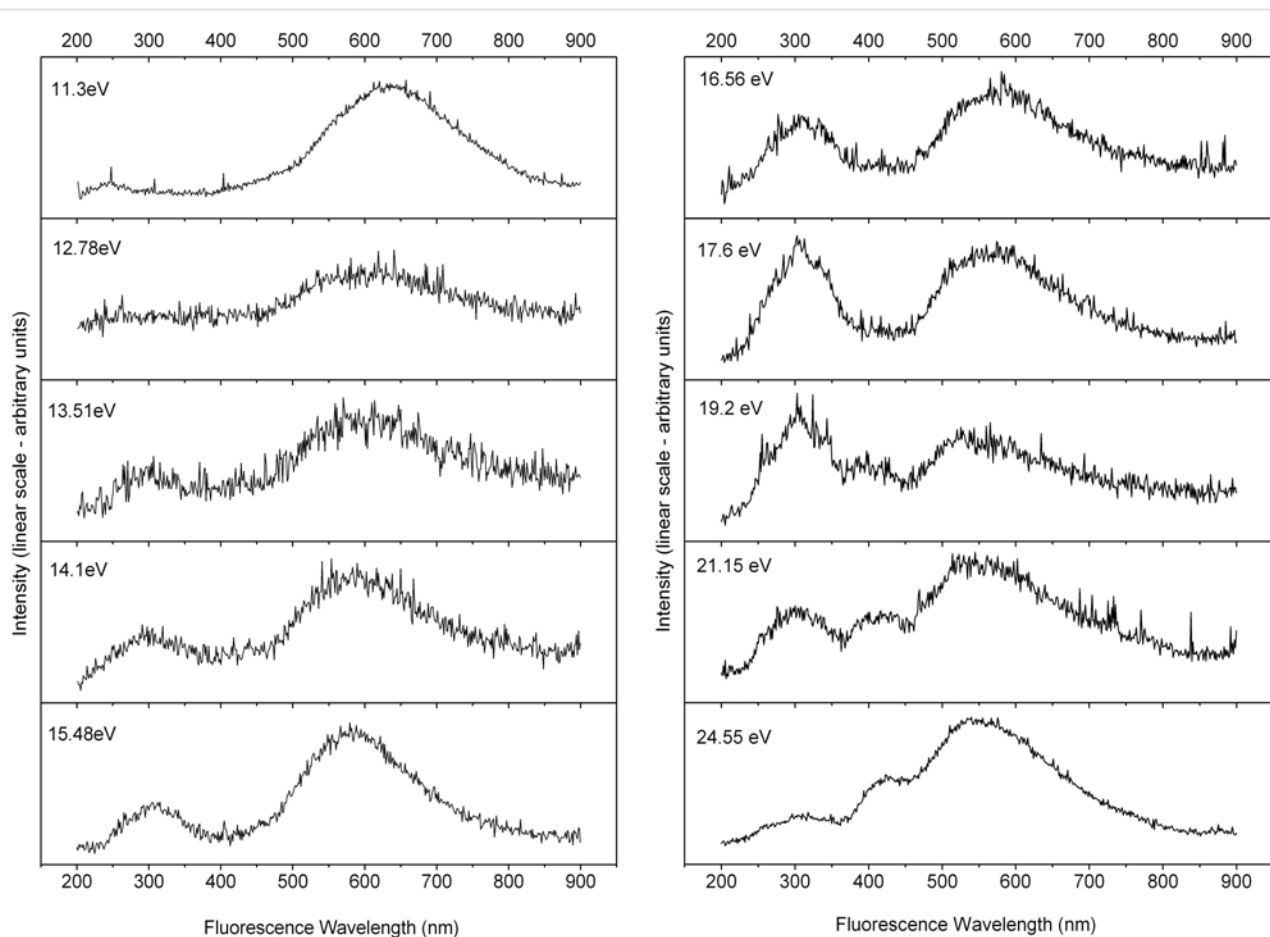 200 300 400 500 600 700 800 900
11.3eV
12.78eV
13.51eV
14.1eV
15.48eV
200 300 400 500 600 700 800 900
Fluorescence Wavelength (nm)
Intensity (linear scale - arbitrary units)
200 300 400 500 600 700 800 900
16.56 eV
17.6 eV
19.2 eV
21.15 eV
24.55 eV
200 300 400 500 600 700 800 900
Fluorescence Wavelength (nm)
Intensity (linear scale - arbitrary units)